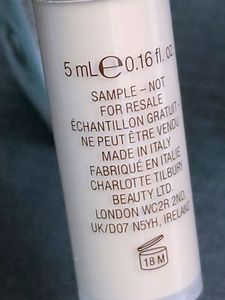 5 mL ℮ 0.16 fl. oz.
SAMPLE – NOT
FOR RESALE
ÉCHANTILLON GRATUIT -
NE PEUT ÊTRE VENDU
MADE IN ITALY
FABRIQUÉ EN ITALIE
CHARLOTTE TILBURY
BEAUTY LTD.
LONDON WC2R 2ND,
UK/D07 N5YH, IRELAND
18 M